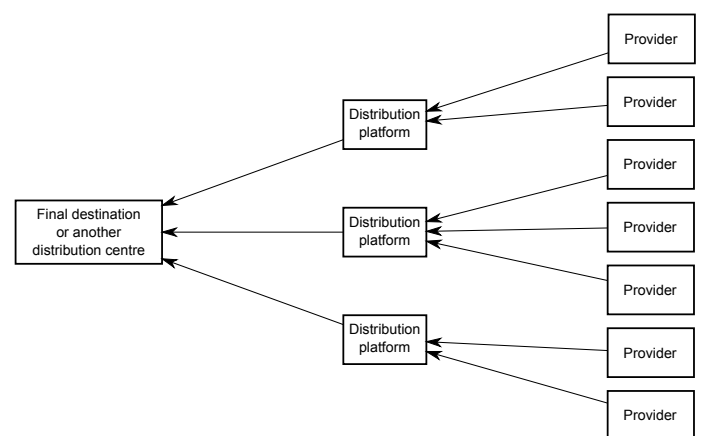 Provider
Provider
Distribution
platform
Provider
Final destination
or another
distribution centre
Distribution
platform
Provider
Provider
Distribution
platform
Provider
Provider